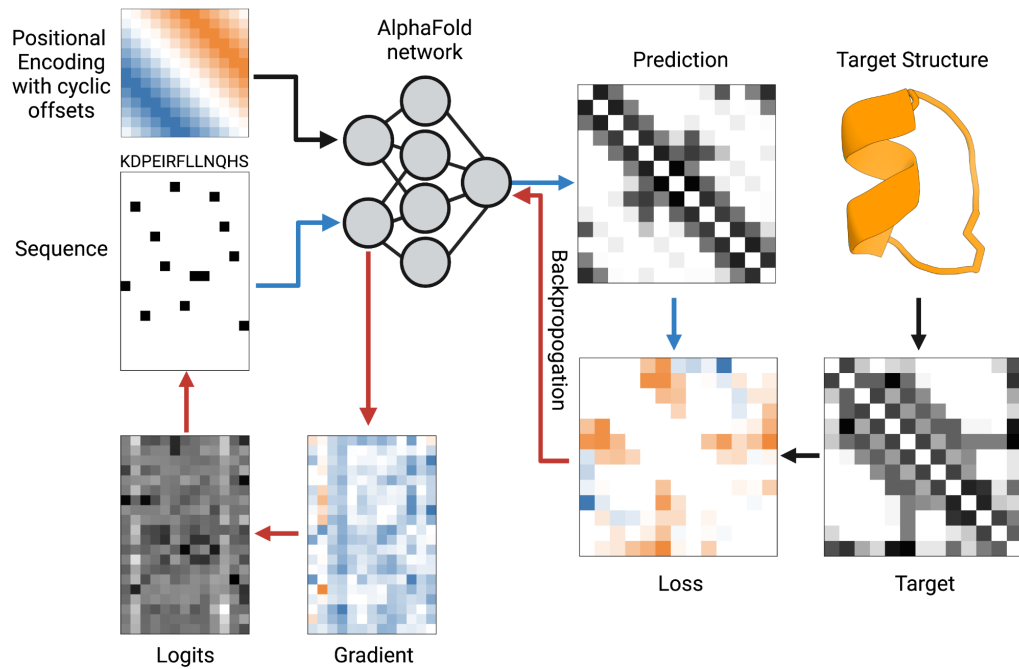 Positional
Encoding
with cyclic
offsets
AlphaFold
network
Prediction
Target Structure
KDPEIRFLLNQHS
Sequence
Backpropogation
Loss
Target
Logits
Gradient